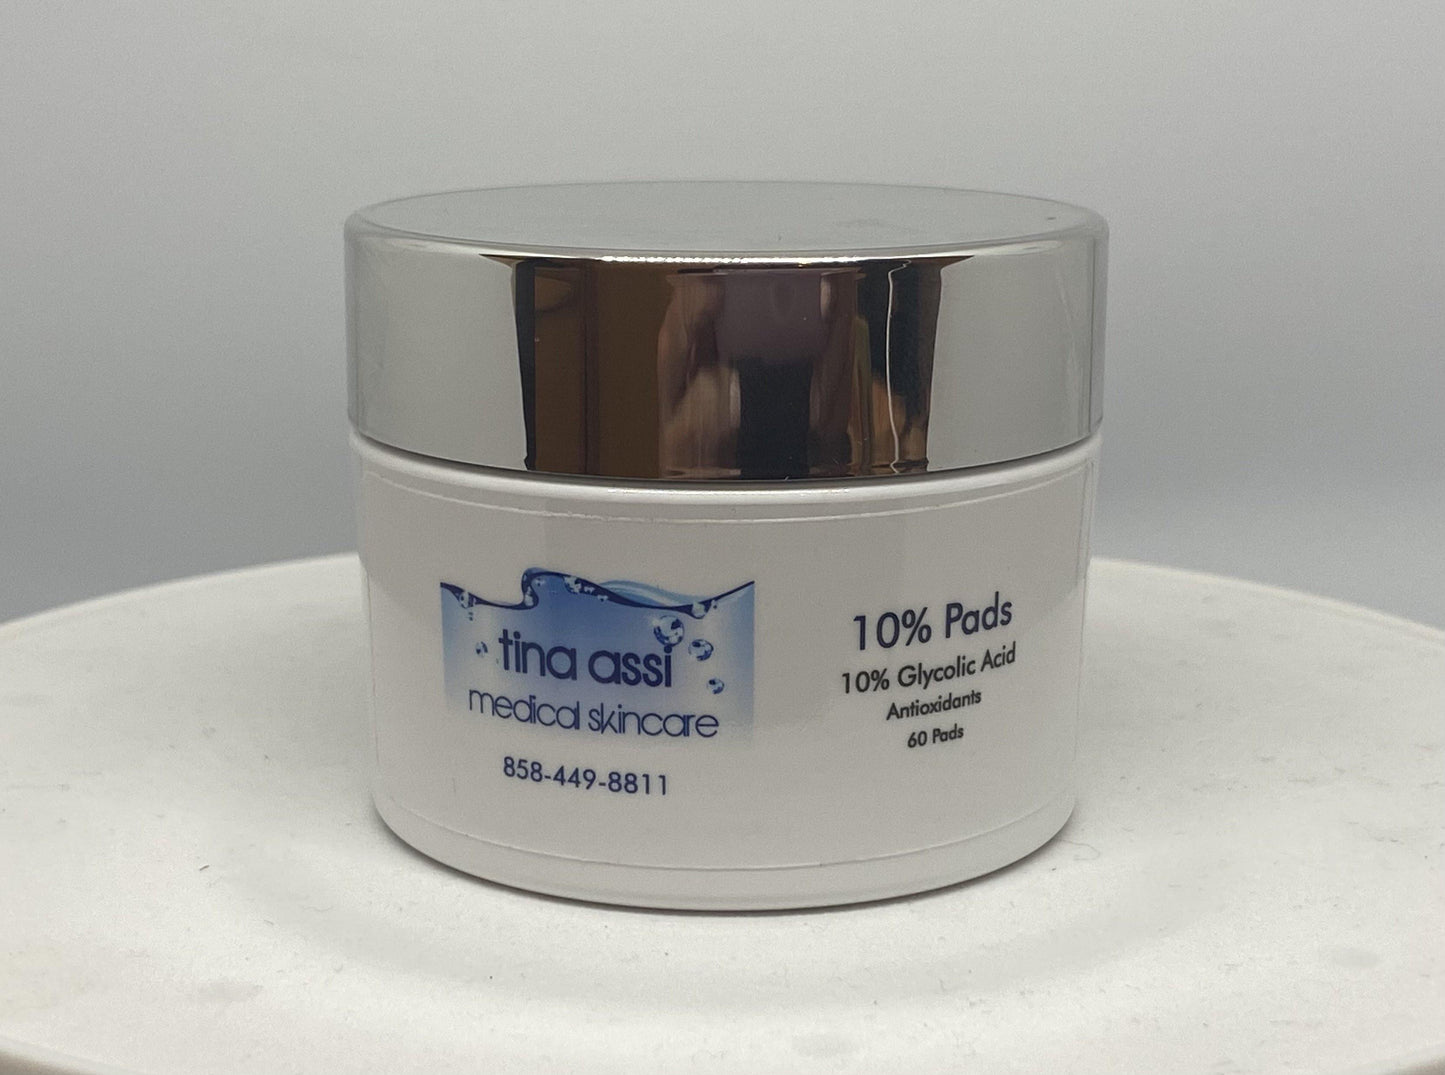 tina assi
medical skincare
858-449-8811
10% Pads
10% Glycolic Acid
Antioxidants
60 Pads